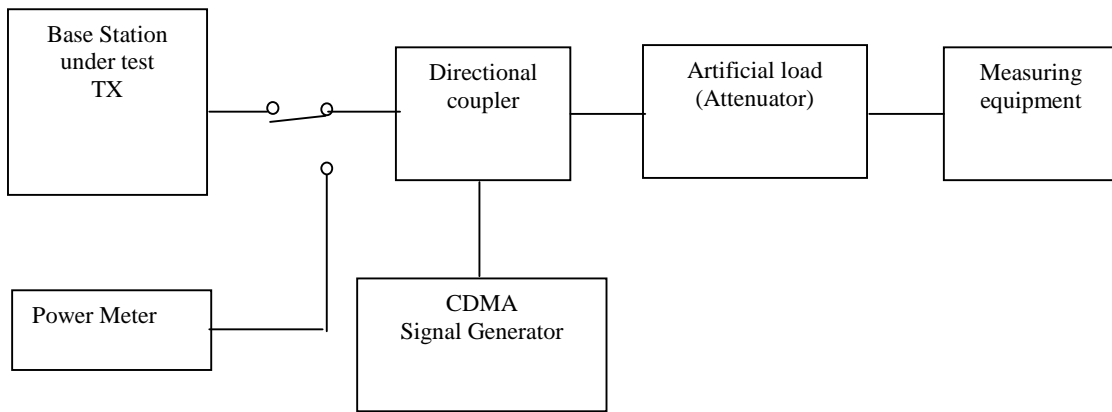 Base Station
under test
TX
Directional
coupler
Artificial load
(Attenuator)
Measuring
equipment
Power Meter
CDMA
Signal Generator